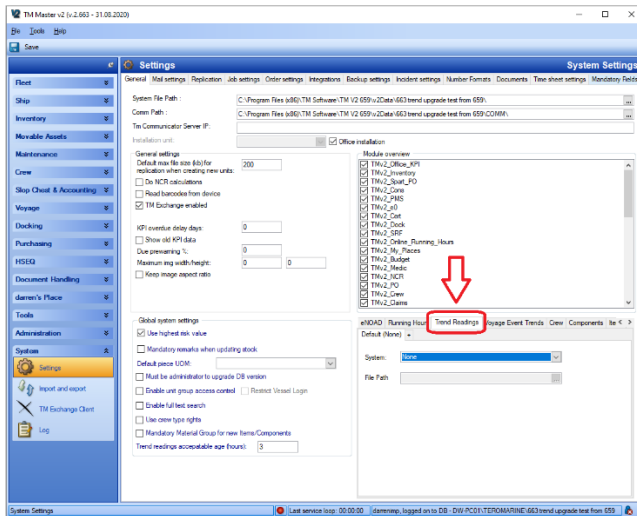 TM Master v2 (v.2.663 - 31.08.2020)
File Tools Help
Save
Settings System Settings
Fleet
Ship
Inventory
Movable Assets
Maintenance
Crew
Slop Chest & Accounting
Voyage
Docking
Purchasing
HSEQ
Document Handling
darren's Place
Tools
Administration
System
Settings
Import and export
TM Exchange Client
Log
General Mail settings Replication Job settings Order settings Integrations Backup settings Incident settings Number Formats Documents Time sheet settings Mandatory Fields
System File Path : C:\Program Files (x86)\TM Software\TM V2 659\v2Data\663 trend upgrade test from 659\
Comm Path : C:\Program Files (x86)\TM Software\TM V2 659\v2Data\663 trend upgrade test from 659\COMM\
Tm Communicator Server IP:
Installation unit: Office installation
General settings
Default max file size (kb) for
replication when creating new units: 200
Do NCR calculations
Read barcodes from device
TM Exchange enabled
KPI overdue delay days: 0
Show old KPI data
Due prewarning %: 0
Maximum img width/height: 0 0
Keep image aspect ratio
Module overview
TMv2_Office_KPI
TMv2_Inventory
TMv2_Spart_PO
TMv2_Cons
TMv2_PMS
TMv2_e0
TMv2_Cert
TMv2_Dock
TMv2_SRF
TMv2_Online_Running_Hours
TMv2_My_Places
TMv2_Budget
TMv2_Medic
TMv2_NCR
TMv2_PO
TMv2_Crew
TMv2_Claims
Global system settings
Use highest risk value
Mandatory remarks when updating stock
Default piece UOM:
Must be administrator to upgrade DB version
Enable unit group access control Restrict Vessel Login
Enable full text search
Use crew type rights
Mandatory Material Group for new Items/Components
Trend readings accepatable age (hours): 3
eNOAD Running Hours Trend Readings Voyage Event Trends Crew Components Ite
Default (None) +
System: None
File Path
System Settings Last service loop: 00:00:00 darrenimp, logged on to DB - DW-PC01\TEROMARINE\663 trend upgrade test from 659